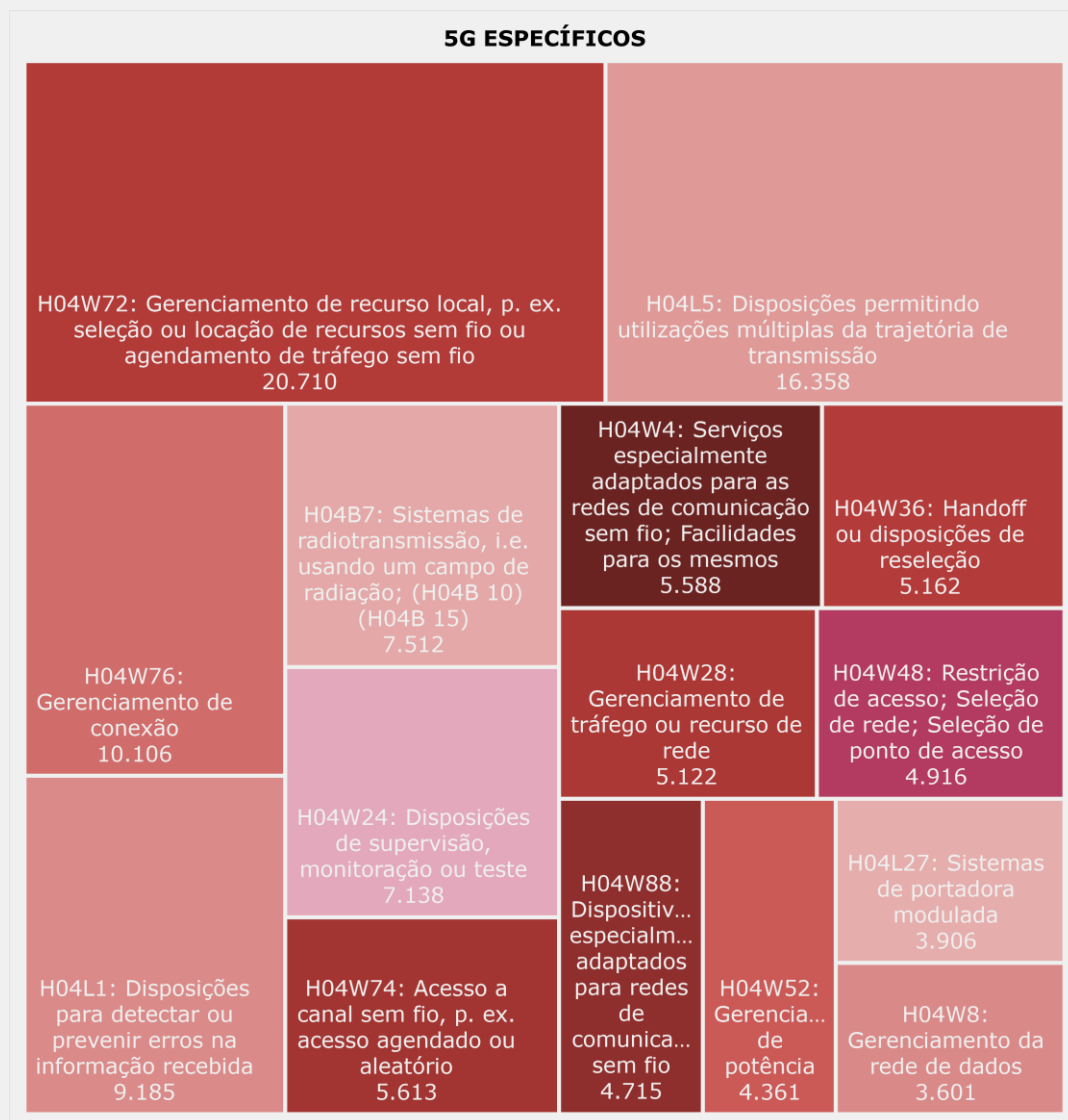 5G ESPECÍFICOS
H04W72: Gerenciamento de recurso local, p. ex.
seleção ou locação de recursos sem fio ou
agendamento de tráfego sem fio
20.710
H04L5: Disposições permitindo
utilizações múltiplas da trajetória de
transmissão
16.358
H04W76:
Gerenciamento de
conexão
10.106
H04L1: Disposições
para detectar ou
prevenir erros na
informação recebida
9.185
H04B7: Sistemas de
radiotransmissão, i.e.
usando um campo de
radiação; (H04B 10)
(H04B 15)
7.512
H04W24: Disposições
de supervisão,
monitoração ou teste
7.138
H04W74: Acesso a
canal sem fio, p. ex.
acesso agendado ou
aleatório
5.613
H04W4: Serviços
especialmente
adaptados para as
redes de comunicação
sem fio; Facilidades
para os mesmos
5.588
H04W36: Handoff
ou disposições de
reseleção
5.162
H04W28:
Gerenciamento de
tráfego ou recurso de
rede
5.122
H04W48: Restrição
de acesso; Seleção
de rede; Seleção de
ponto de acesso
4.916
H04W88:
Dispositiv...
especialm...
adaptados
para redes
de
comunica...
sem fio
4.715
H04W52:
Gerencia...
de
potência
4.361
H04L27: Sistemas
de portadora
modulada
3.906
H04W8:
Gerenciamento da
rede de dados
3.601